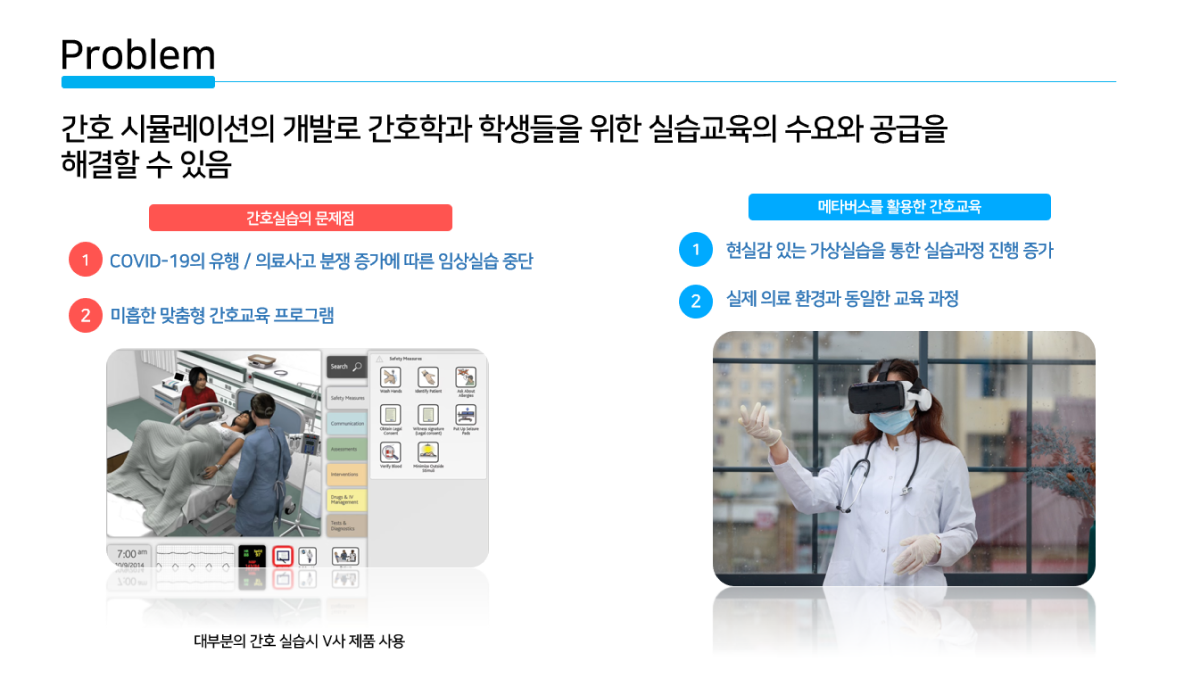 Problem
간호 시뮬레이션의 개발로 간호학과 학생들을 위한 실습교육의 수요와 공급을
해결할 수 있음
간호실습의 문제점
1 COVID-19의 유행 / 의료사고 분쟁 증가에 따른 임상실습 중단
2 미흡한 맞춤형 간호교육 프로그램
Search
Safety Measures
Communication
Assessments
Interventions
Drugs & IV
Management
Tests &
Diagnostics
Safety Measures
Wash Hands
Identify Patient
Ask About
Allergies
Obtain Legal
Consent
Witness signature
(Legal consent)
Put Up Seizure
Pads
Verify Blood
Minimize Outside
Stimuli
7:00 am
10/9/2014
대부분의 간호 실습시 V사 제품 사용
메타버스를 활용한 간호교육
1 현실감 있는 가상실습을 통한 실습과정 진행 증가
2 실제 의료 환경과 동일한 교육 과정